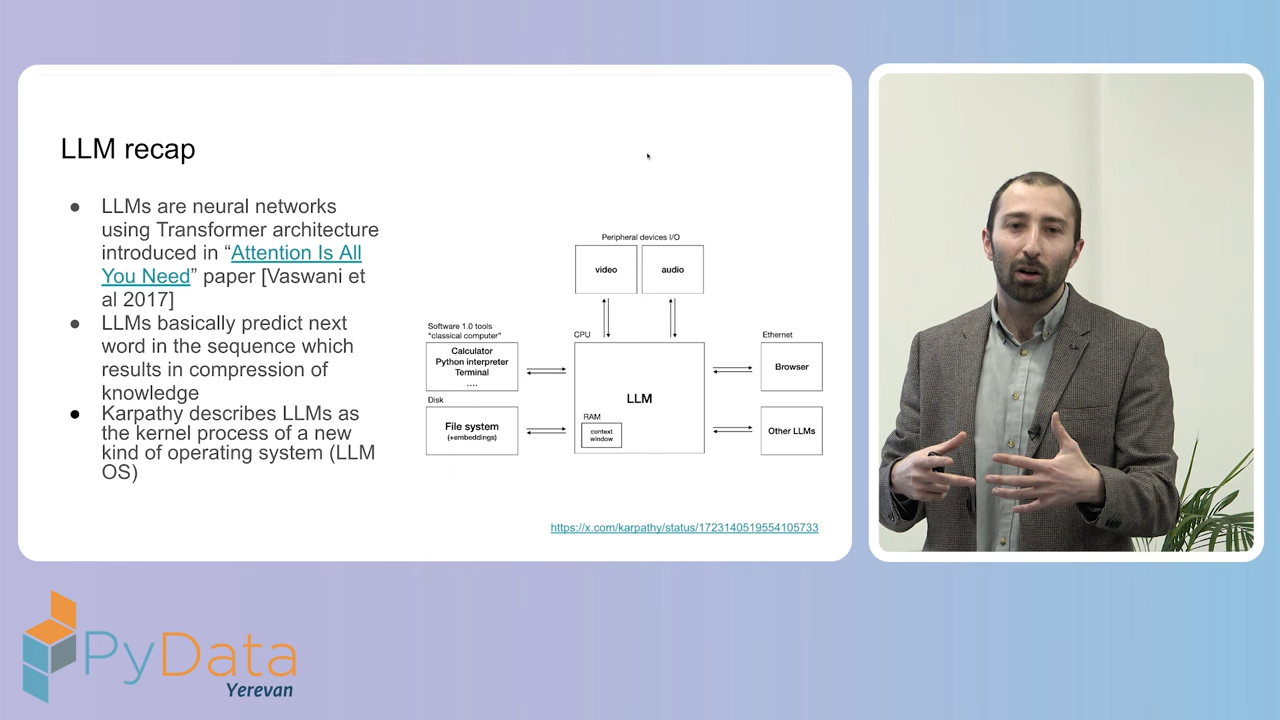 LLM recap
● LLMs are neural networks
using Transformer architecture
introduced in “Attention Is All
You Need” paper [Vaswani et
al 2017]
● LLMs basically predict next
word in the sequence which
results in compression of
knowledge
● Karpathy describes LLMs as
the kernel process of a new
kind of operating system (LLM
OS)
Peripheral devices I/O
video
audio
Software 1.0 tools
“classical computer”
CPU
Ethernet
Calculator
Python interpreter
Terminal
....
LLM
Browser
Disk
RAM
File system
(+embeddings)
context
window
Other LLMs
https://x.com/karpathy/status/1723140519554105733
PyData
Yerevan